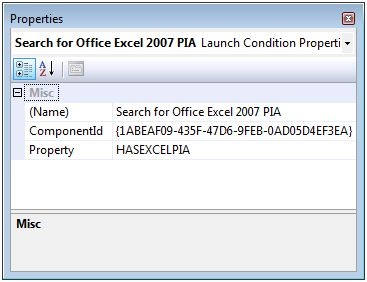 Properties
Search for Office Excel 2007 PIA Launch Condition Properti
Misc
(Name) Search for Office Excel 2007 PIA
ComponentId {1ABEAF09-435F-47D6-9FEB-0AD05D4EF3EA}
Property HASEXCELPIA
Misc